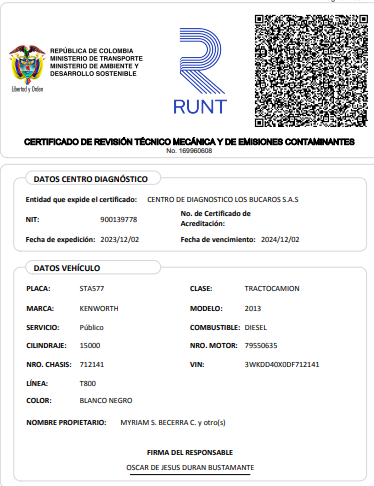 REPÚBLICA DE COLOMBIA
MINISTERIO DE TRANSPORTE
MINISTERIO DE AMBIENTE Y
DESARROLLO SOSTENIBLE
Libertad y Orden
RUNT
CERTIFICADO DE REVISIÓN TÉCNICO MECÁNICA Y DE EMISIONES CONTAMINANTES
No. 169960608
DATOS CENTRO DIAGNÓSTICO
Entidad que expide el certificado: CENTRO DE DIAGNOSTICO LOS BUCAROS S.A.S
NIT: 900139778 No. de Certificado de Acreditación:
Fecha de expedición: 2023/12/02 Fecha de vencimiento: 2024/12/02
DATOS VEHÍCULO
PLACA: STA577 CLASE: TRACTOCAMION
MARCA: KENWORTH MODELO: 2013
SERVICIO: Público COMBUSTIBLE: DIESEL
CILINDRAJE: 15000 NRO. MOTOR: 79550635
NRO. CHASIS: 712141 VIN: 3WKDD40X0DF712141
LÍNEA: T800
COLOR: BLANCO NEGRO
NOMBRE PROPIETARIO: MYRIAM S. BECERRA C. y otro(s)
FIRMA DEL RESPONSABLE
OSCAR DE JESUS DURAN BUSTAMANTE